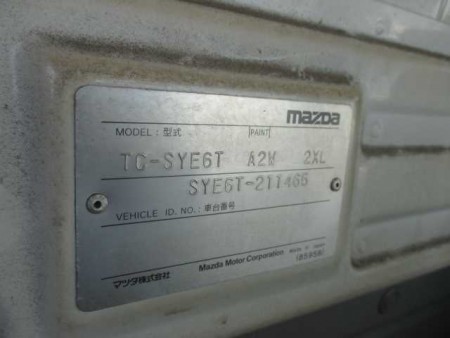 mazda
MODEL : 型式 PAINT
TC-SYE6T A2W 2XL
SYE6T-211465
VEHICLE ID. NO. : 車台番号
マツダ株式会社 Mazda Motor Corporation MADE IN JAPAN